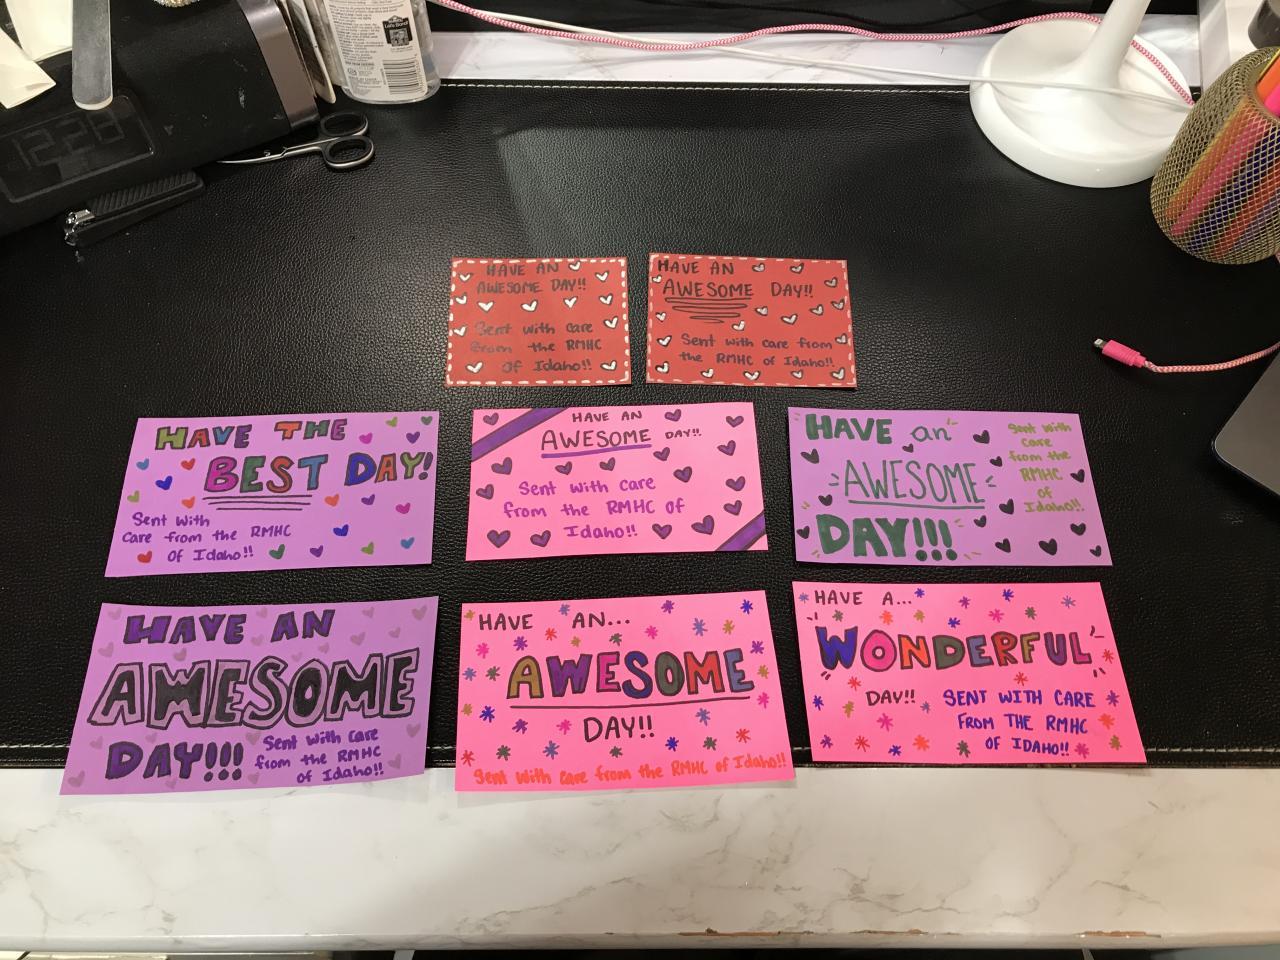 12:28
HAVE AN
AWESOME DAY!!
Sent with care
from the RMHC
of Idaho!!
HAVE AN
AWESOME DAY!!
Sent with care from
the RMHC of Idaho!!
HAVE THE
BEST DAY!
Sent with
care from the RMHC
of Idaho!!
HAVE AN
AWESOME DAY!!
Sent with care
from the RMHC of
Idaho!!
HAVE an
AWESOME
DAY!!!
Sent with
care
from the
RMHC
of
Idaho!!
HAVE AN
AWESOME
DAY!!!
Sent with care
from the RMHC
of Idaho!!
HAVE AN...
AWESOME
DAY!!
Sent with care from the RMHC of Idaho!!
HAVE A...
WONDERFUL
DAY!!
SENT WITH CARE
FROM THE RMHC
OF IDAHO!!